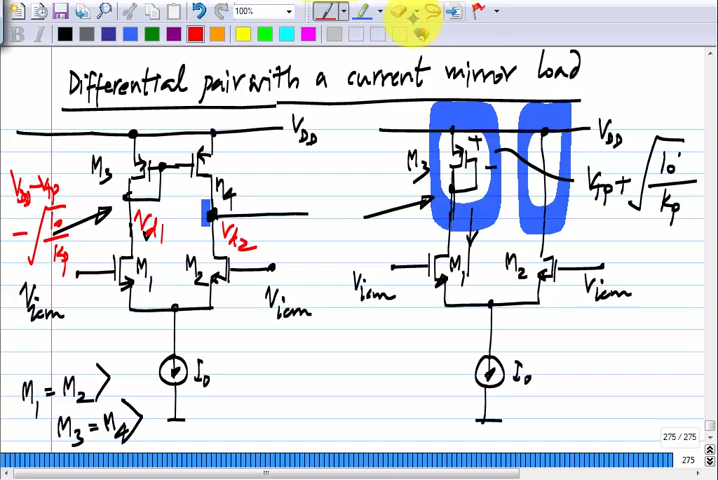 100%
Differential pair with a current mirror load
VDD
VDD
M3
M4
M3
+
-
VTP + √I0/Kp
VDD - VTP
- √I0/Kp
Vd1
Vd2
M1
M2
M1
M2
Vicm
Vicm
Vicm
Vicm
I0
I0
M1 = M2
M3 = M4
275 / 275
275